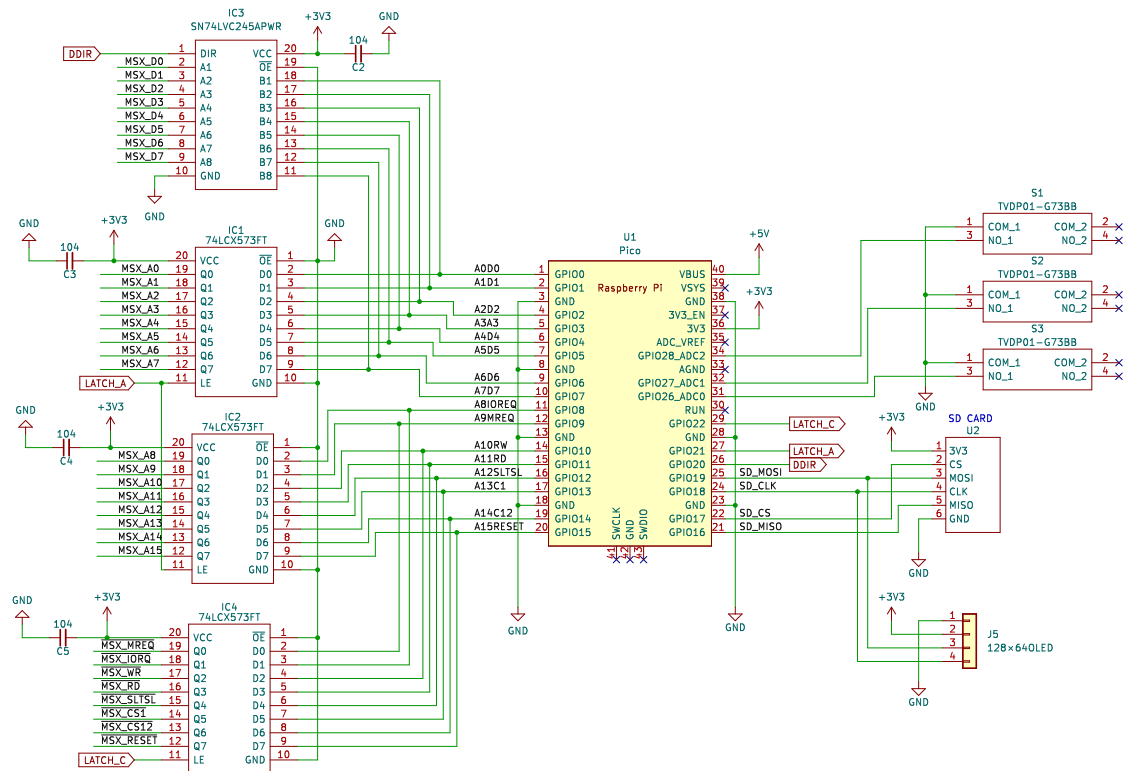 IC3
SN74LVC245APWR
+3V3
GND
104
C2
DDIR
1 DIR VCC 20
MSX_D0 2 A1 OE 19
MSX_D1 3 A2 B1 18
MSX_D2 4 A3 B2 17
MSX_D3 5 A4 B3 16
MSX_D4 6 A5 B4 15
MSX_D5 7 A6 B5 14
MSX_D6 8 A7 B6 13
MSX_D7 9 A8 B7 12
10 GND B8 11
GND
GND
+3V3
104
C3
IC1
74LCX573FT
GND
20 VCC OE 1
MSX_A0 19 Q0 D0 2
MSX_A1 18 Q1 D1 3
MSX_A2 17 Q2 D2 4
MSX_A3 16 Q3 D3 5
MSX_A4 15 Q4 D4 6
MSX_A5 14 Q5 D5 7
MSX_A6 13 Q6 D6 8
MSX_A7 12 Q7 D7 9
LATCH_A 11 LE GND 10
GND
+3V3
104
C4
IC2
74LCX573FT
20 VCC OE 1
MSX_A8 19 Q0 D0 2
MSX_A9 18 Q1 D1 3
MSX_A10 17 Q2 D2 4
MSX_A11 16 Q3 D3 5
MSX_A12 15 Q4 D4 6
MSX_A13 14 Q5 D5 7
MSX_A14 13 Q6 D6 8
MSX_A15 12 Q7 D7 9
11 LE GND 10
GND
+3V3
104
C5
IC4
74LCX573FT
20 VCC OE 1
MSX_MREQ 19 Q0 D0 2
MSX_IORQ 18 Q1 D1 3
MSX_WR 17 Q2 D2 4
MSX_RD 16 Q3 D3 5
MSX_SLTSL 15 Q4 D4 6
MSX_CS1 14 Q5 D5 7
MSX_CS12 13 Q6 D6 8
MSX_RESET 12 Q7 D7 9
LATCH_C 11 LE GND 10
U1
Pico
Raspberry Pi
A0D0 1 GPIO0 VBUS 40
A1D1 2 GPIO1 VSYS 39
3 GND GND 38
A2D2 4 GPIO2 3V3_EN 37
A3A3 5 GPIO3 3V3 36
A4D4 6 GPIO4 ADC_VREF 35
A5D5 7 GPIO5 GPIO28_ADC2 34
8 GND AGND 33
A6D6 9 GPIO6 GPIO27_ADC1 32
A7D7 10 GPIO7 GPIO26_ADC0 31
A8IOREQ 11 GPIO8 RUN 30
A9MREQ 12 GPIO9 GPIO22 29 LATCH_C
13 GND GND 28
A10RW 14 GPIO10 GPIO21 27 LATCH_A
A11RD 15 GPIO11 GPIO20 26 DDIR
A12SLTSL 16 GPIO12 GPIO19 25 SD_MOSI
A13C1 17 GPIO13 GPIO18 24 SD_CLK
18 GND GND 23
A14C12 19 GPIO14 GPIO17 22 SD_CS
A15RESET 20 GPIO15 GPIO16 21 SD_MISO
SWCLK GND SWDIO
41 42 43
GND
GND
+5V
+3V3
S1
TVDP01-G73BB
1 COM_1 COM_2 2
3 NO_1 NO_2 4
S2
TVDP01-G73BB
1 COM_1 COM_2 2
3 NO_1 NO_2 4
S3
TVDP01-G73BB
1 COM_1 COM_2 2
3 NO_1 NO_2 4
GND
+3V3
SD CARD
U2
1 3V3
2 CS
3 MOSI
4 CLK
5 MISO
6 GND
GND
+3V3
1
2
3
4
J5
128×64OLED
GND